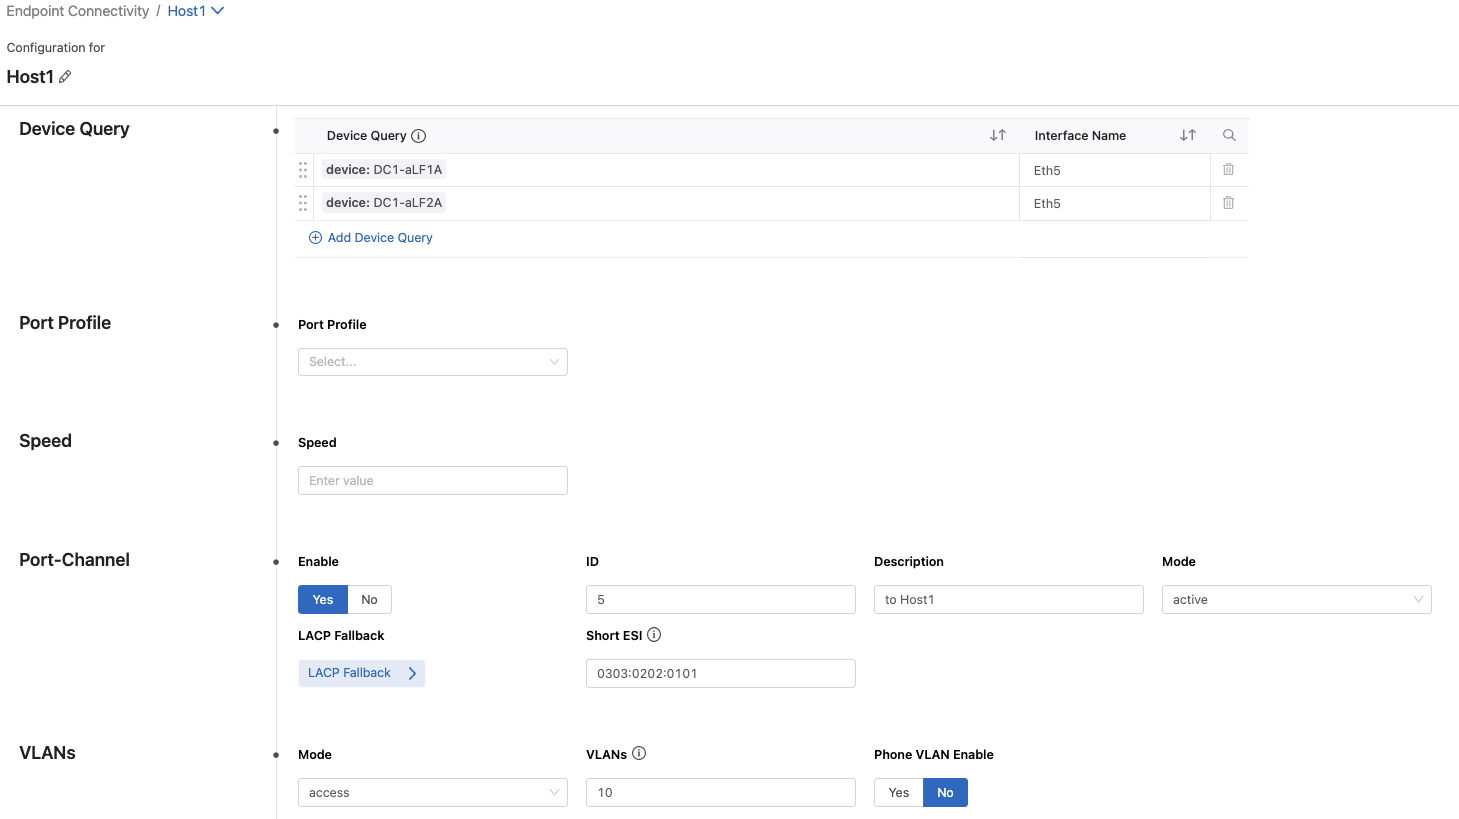 Endpoint Connectivity / Host1
Configuration for
Host1
Device Query
Device Query Interface Name
device: DC1-aLF1A Eth5
device: DC1-aLF2A Eth5
Add Device Query
Port Profile
Port Profile
Select...
Speed
Speed
Enter value
Port-Channel
Enable ID Description Mode
Yes No 5 to Host1 active
LACP Fallback Short ESI
LACP Fallback 0303:0202:0101
VLANs
Mode VLANs Phone VLAN Enable
access 10 Yes No